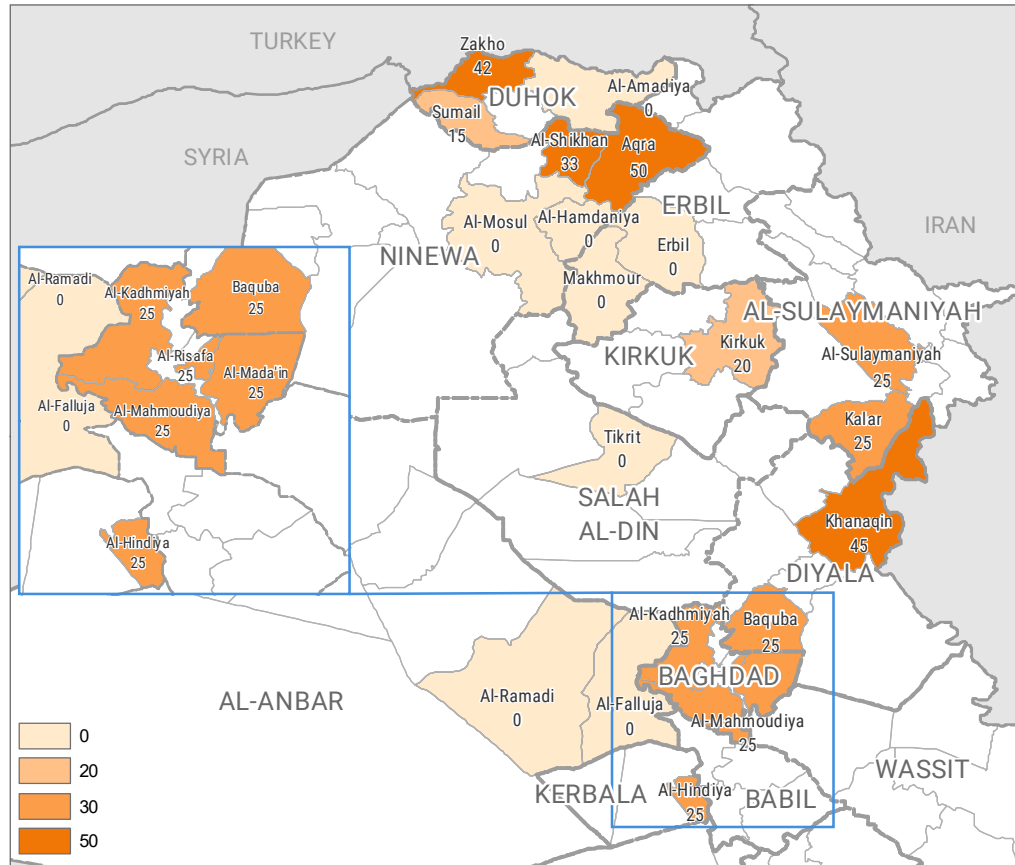 TURKEY
Zakho
42
DUHOK
Al-Amadiya
0
Sumail
15
Al-Shikhan
33
Aqra
50
SYRIA
ERBIL
IRAN
Al-Mosul
0
Al-Hamdaniya
0
Erbil
0
NINEWA
Makhmour
0
AL-SULAYMANIYAH
Kirkuk
20
KIRKUK
Al-Sulaymaniyah
25
Kalar
25
Tikrit
0
SALAH
AL-DIN
Khanaqin
45
DIYALA
Al-Ramadi
0
Al-Kadhmiyah
25
Baquba
25
Al-Risafa
25
Al-Mada'in
25
Al-Falluja
0
Al-Mahmoudiya
25
Al-Hindiya
25
Al-Kadhmiyah
25
Baquba
25
BAGHDAD
AL-ANBAR
Al-Ramadi
0
Al-Falluja
0
Al-Mahmoudiya
25
WASSIT
KERBALA
Al-Hindiya
25
BABIL
0
20
30
50